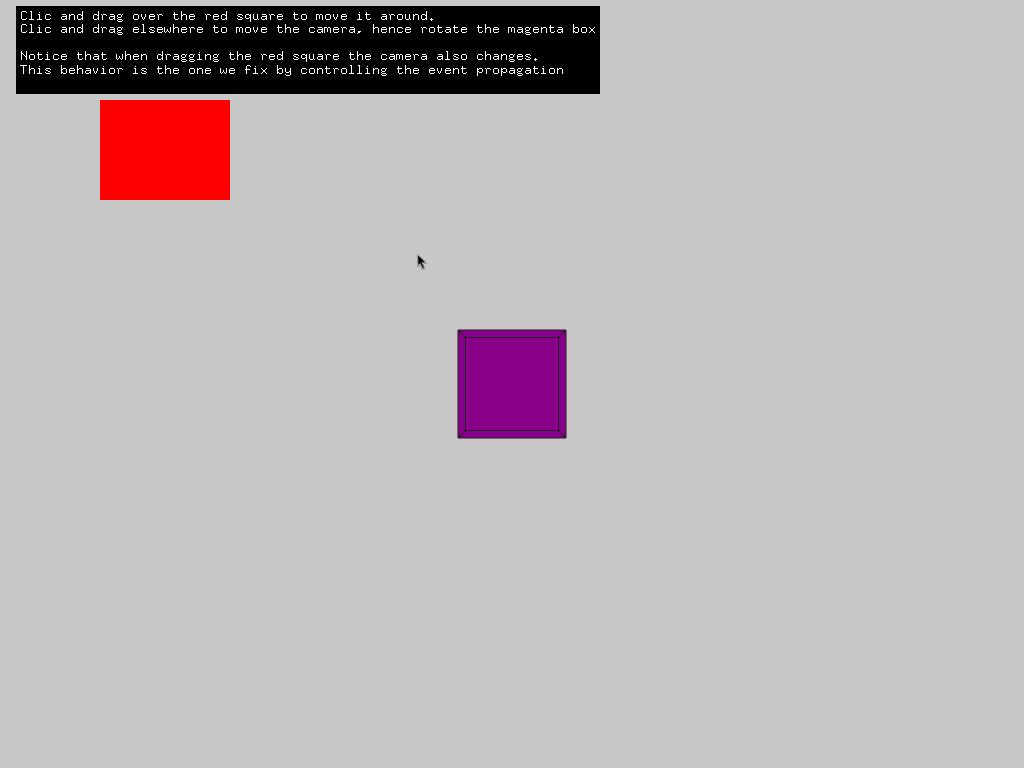 Clic and drag over the red square to move it around.
Clic and drag elsewhere to move the camera, hence rotate the magenta box
Notice that when dragging the red square the camera also changes.
This behavior is the one we fix by controlling the event propagation